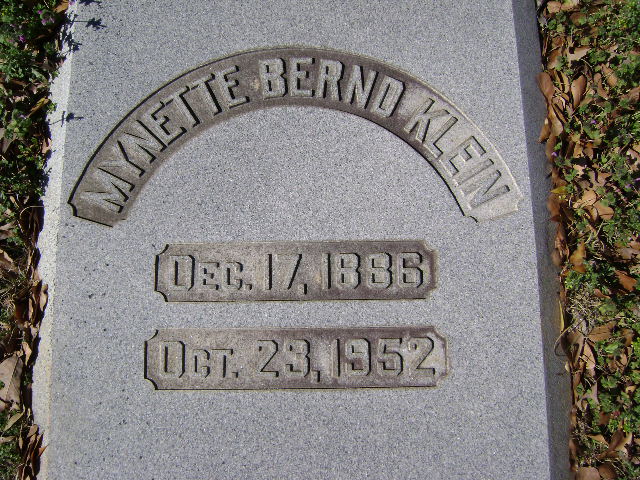 MYNETTE BERND KLEIN
DEC. 17, 1886
OCT. 23, 1952